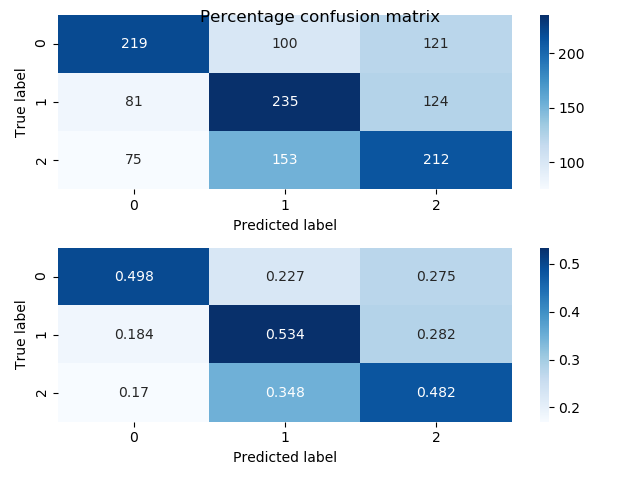 Percentage confusion matrix
True label
0 219 100 121
1 81 235 124
2 75 153 212
0 1 2
Predicted label
200
150
100
True label
0 0.498 0.227 0.275
1 0.184 0.534 0.282
2 0.17 0.348 0.482
0 1 2
Predicted label
0.5
0.4
0.3
0.2